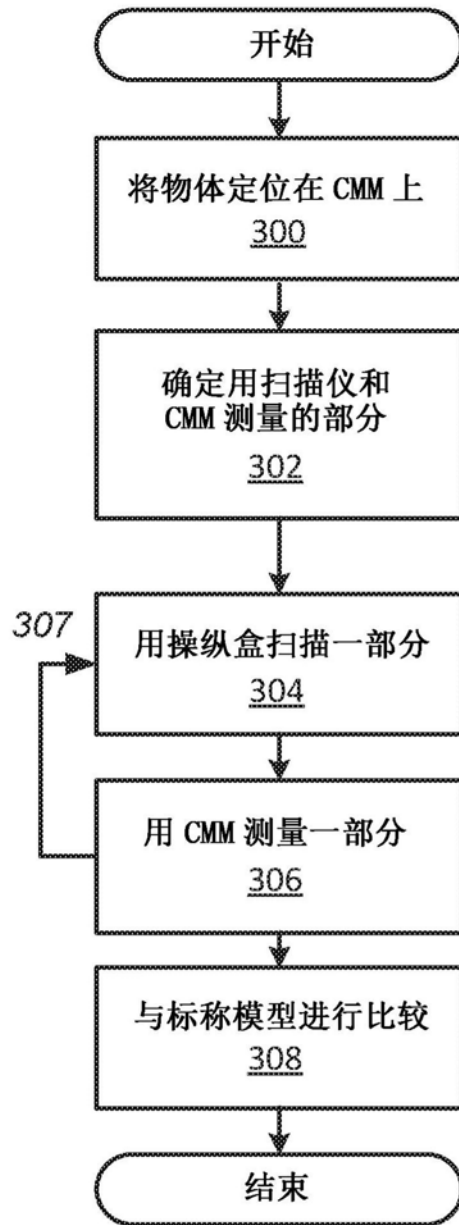 开始
将物体定位在 CMM 上
300
确定用扫描仪和
CMM 测量的部分
302
307
用操纵盒扫描一部分
304
用 CMM 测量一部分
306
与标称模型进行比较
308
结束